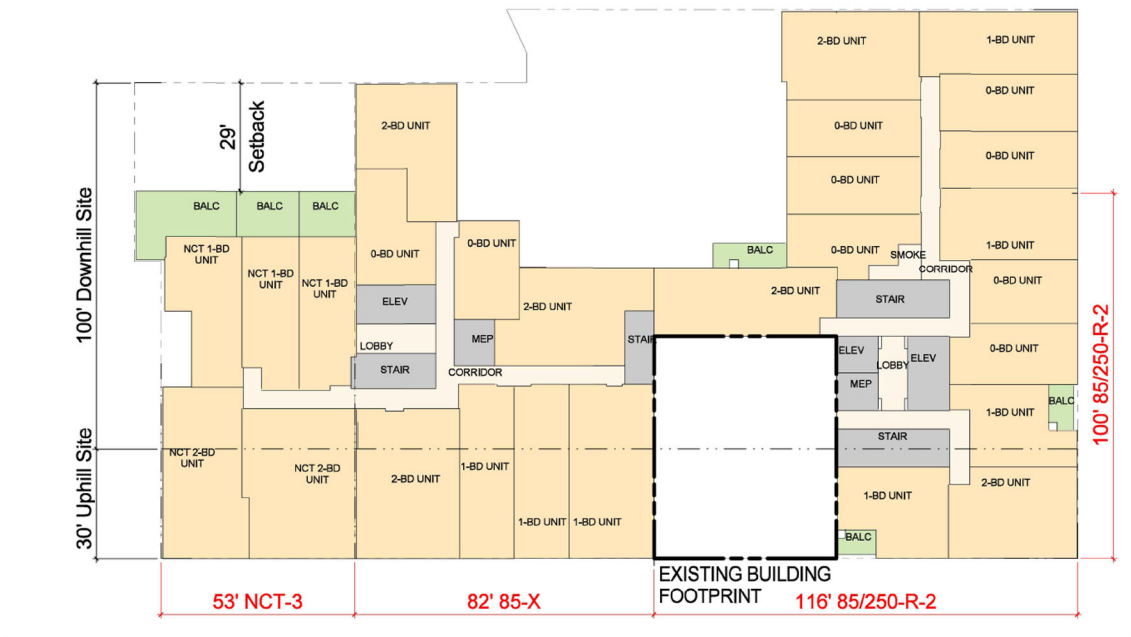 2-BD UNIT
1-BD UNIT
0-BD UNIT
29'
Setback
2-BD UNIT
0-BD UNIT
0-BD UNIT
0-BD UNIT
BALC
BALC
BALC
100' Downhill Site
NCT 1-BD
UNIT
NCT 1-BD
UNIT
NCT 1-BD
UNIT
0-BD UNIT
0-BD UNIT
BALC
0-BD UNIT
SMOKE
1-BD UNIT
CORRIDOR
0-BD UNIT
2-BD UNIT
ELEV
2-BD UNIT
STAIR
LOBBY
MEP
STAIR
STAIR
CORRIDOR
ELEV
LOBBY
ELEV
MEP
0-BD UNIT
100' 85/250-R-2
BALC
1-BD UNIT
STAIR
30' Uphill Site
NCT 2-BD
UNIT
NCT 2-BD
UNIT
2-BD UNIT
1-BD UNIT
1-BD UNIT
1-BD UNIT
1-BD UNIT
2-BD UNIT
BALC
EXISTING BUILDING
FOOTPRINT
53' NCT-3
82' 85-X
116' 85/250-R-2